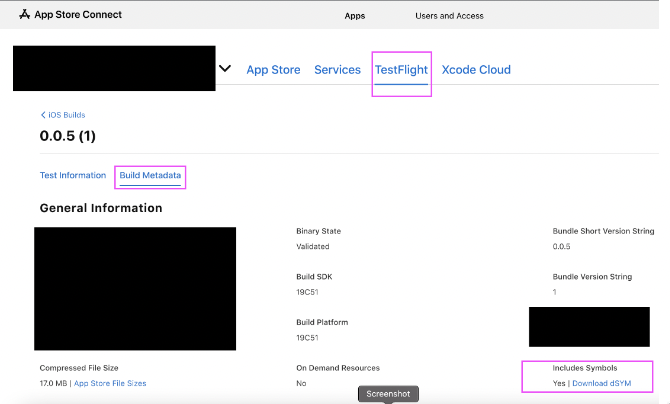 App Store Connect
Apps
Users and Access
App Store
Services
TestFlight
Xcode Cloud
iOS Builds
0.0.5 (1)
Test Information
Build Metadata
General Information
Binary State
Validated
Bundle Short Version String
0.0.5
Build SDK
19C51
Bundle Version String
1
Build Platform
19C51
Compressed File Size
17.0 MB | App Store File Sizes
On Demand Resources
No
Includes Symbols
Yes | Download dSYM
Screenshot